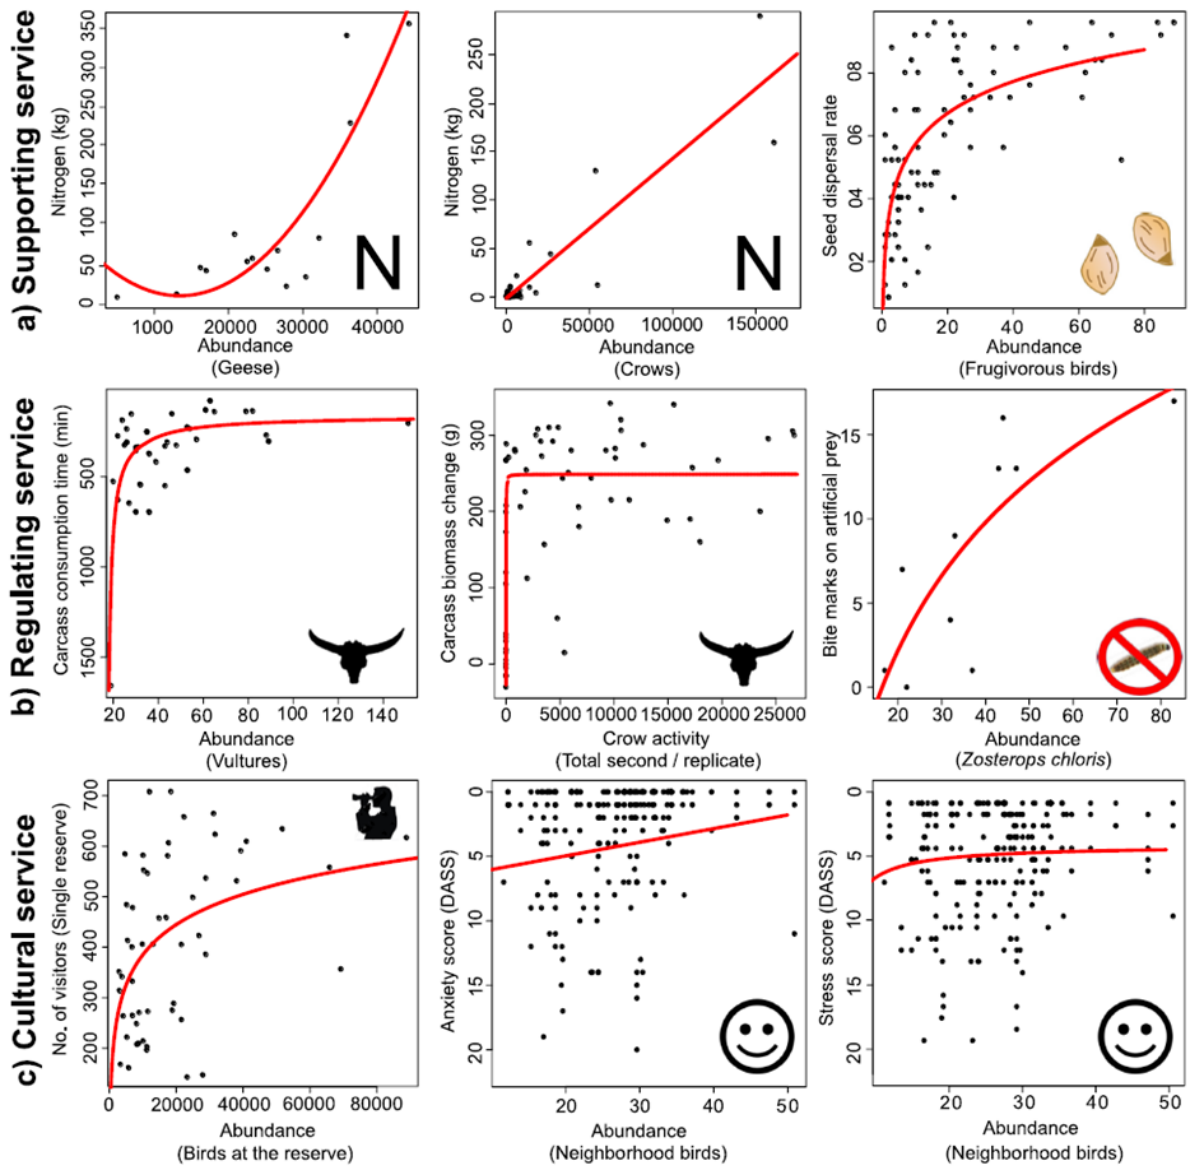 a) Supporting service
Nitrogen (kg)
350
300
250
200
150
100
50
0
1000
20000
30000
40000
Abundance
(Geese)
N
Nitrogen (kg)
250
200
150
100
50
0
0
50000
100000
150000
Abundance
(Crows)
N
Seed dispersal rate
08
06
04
02
0
20
40
60
80
Abundance
(Frugivorous birds)
b) Regulating service
Carcass consumption time (min)
500
1000
1500
20
40
60
80
100
120
140
Abundance
(Vultures)
Carcass biomass change (g)
300
200
100
0
0
5000
10000
15000
20000
25000
Crow activity
(Total second / replicate)
Bite marks on artificial prey
15
10
5
0
20
30
40
50
60
70
80
Abundance
(Zosterops chloris)
c) Cultural service
No. of visitors (Single reserve)
700
600
500
400
300
200
0
20000
40000
60000
80000
Abundance
(Birds at the reserve)
Anxiety score (DASS)
0
5
10
15
20
20
30
40
50
Abundance
(Neighborhood birds)
Stress score (DASS)
0
5
10
15
20
20
30
40
50
Abundance
(Neighborhood birds)